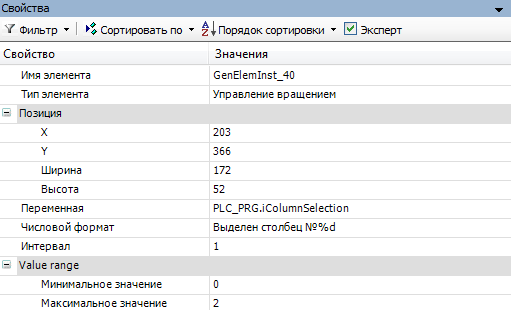 Свойства
Фильтр Сортировать по Порядок сортировки Эксперт
Свойство Значения
Имя элемента GenElemInst_40
Тип элемента Управление вращением
Позиция
X 203
Y 366
Ширина 172
Высота 52
Переменная PLC_PRG.iColumnSelection
Числовой формат Выделен столбец №%d
Интервал 1
Value range
Минимальное значение 0
Максимальное значение 2